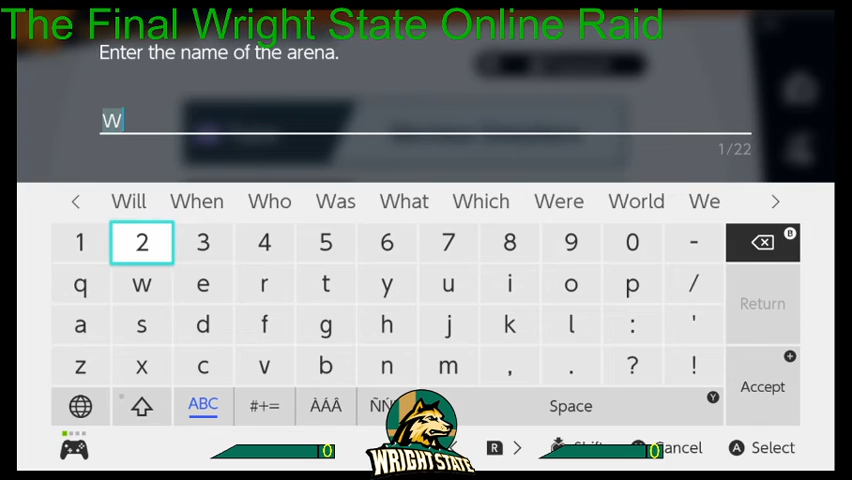 The Final Wright State Online Raid
Enter the name of the arena.
W
1/22
< Will When Who Was What Which Were World We >
1 2 3 4 5 6 7 8 9 0 - B
q w e r t y u i o p / Return
a s d f g h j k l : '
z x c v b n m , . ? ! + Accept
ABC #+= ÀÁÂ Space Y
R > Cancel A Select
WRIGHT STATE
0 0